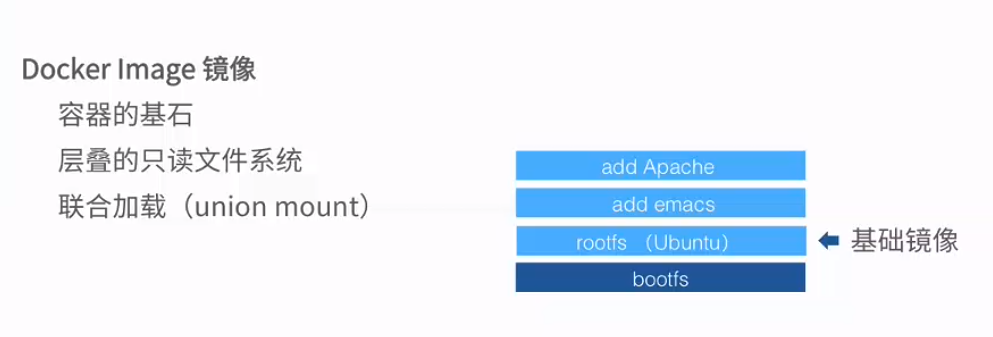 Docker Image 镜像
容器的基石
层叠的只读文件系统
联合加载（union mount）
add Apache
add emacs
rootfs （Ubuntu）
基础镜像
bootfs